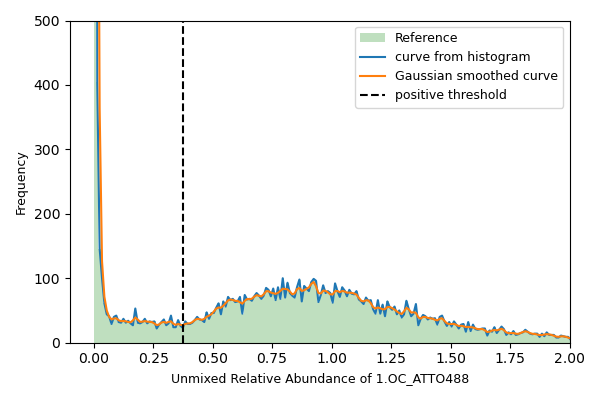 500
400
300
200
100
0
Frequency
Reference
curve from histogram
Gaussian smoothed curve
positive threshold
0.00 0.25 0.50 0.75 1.00 1.25 1.50 1.75 2.00
Unmixed Relative Abundance of 1.OC_ATTO488